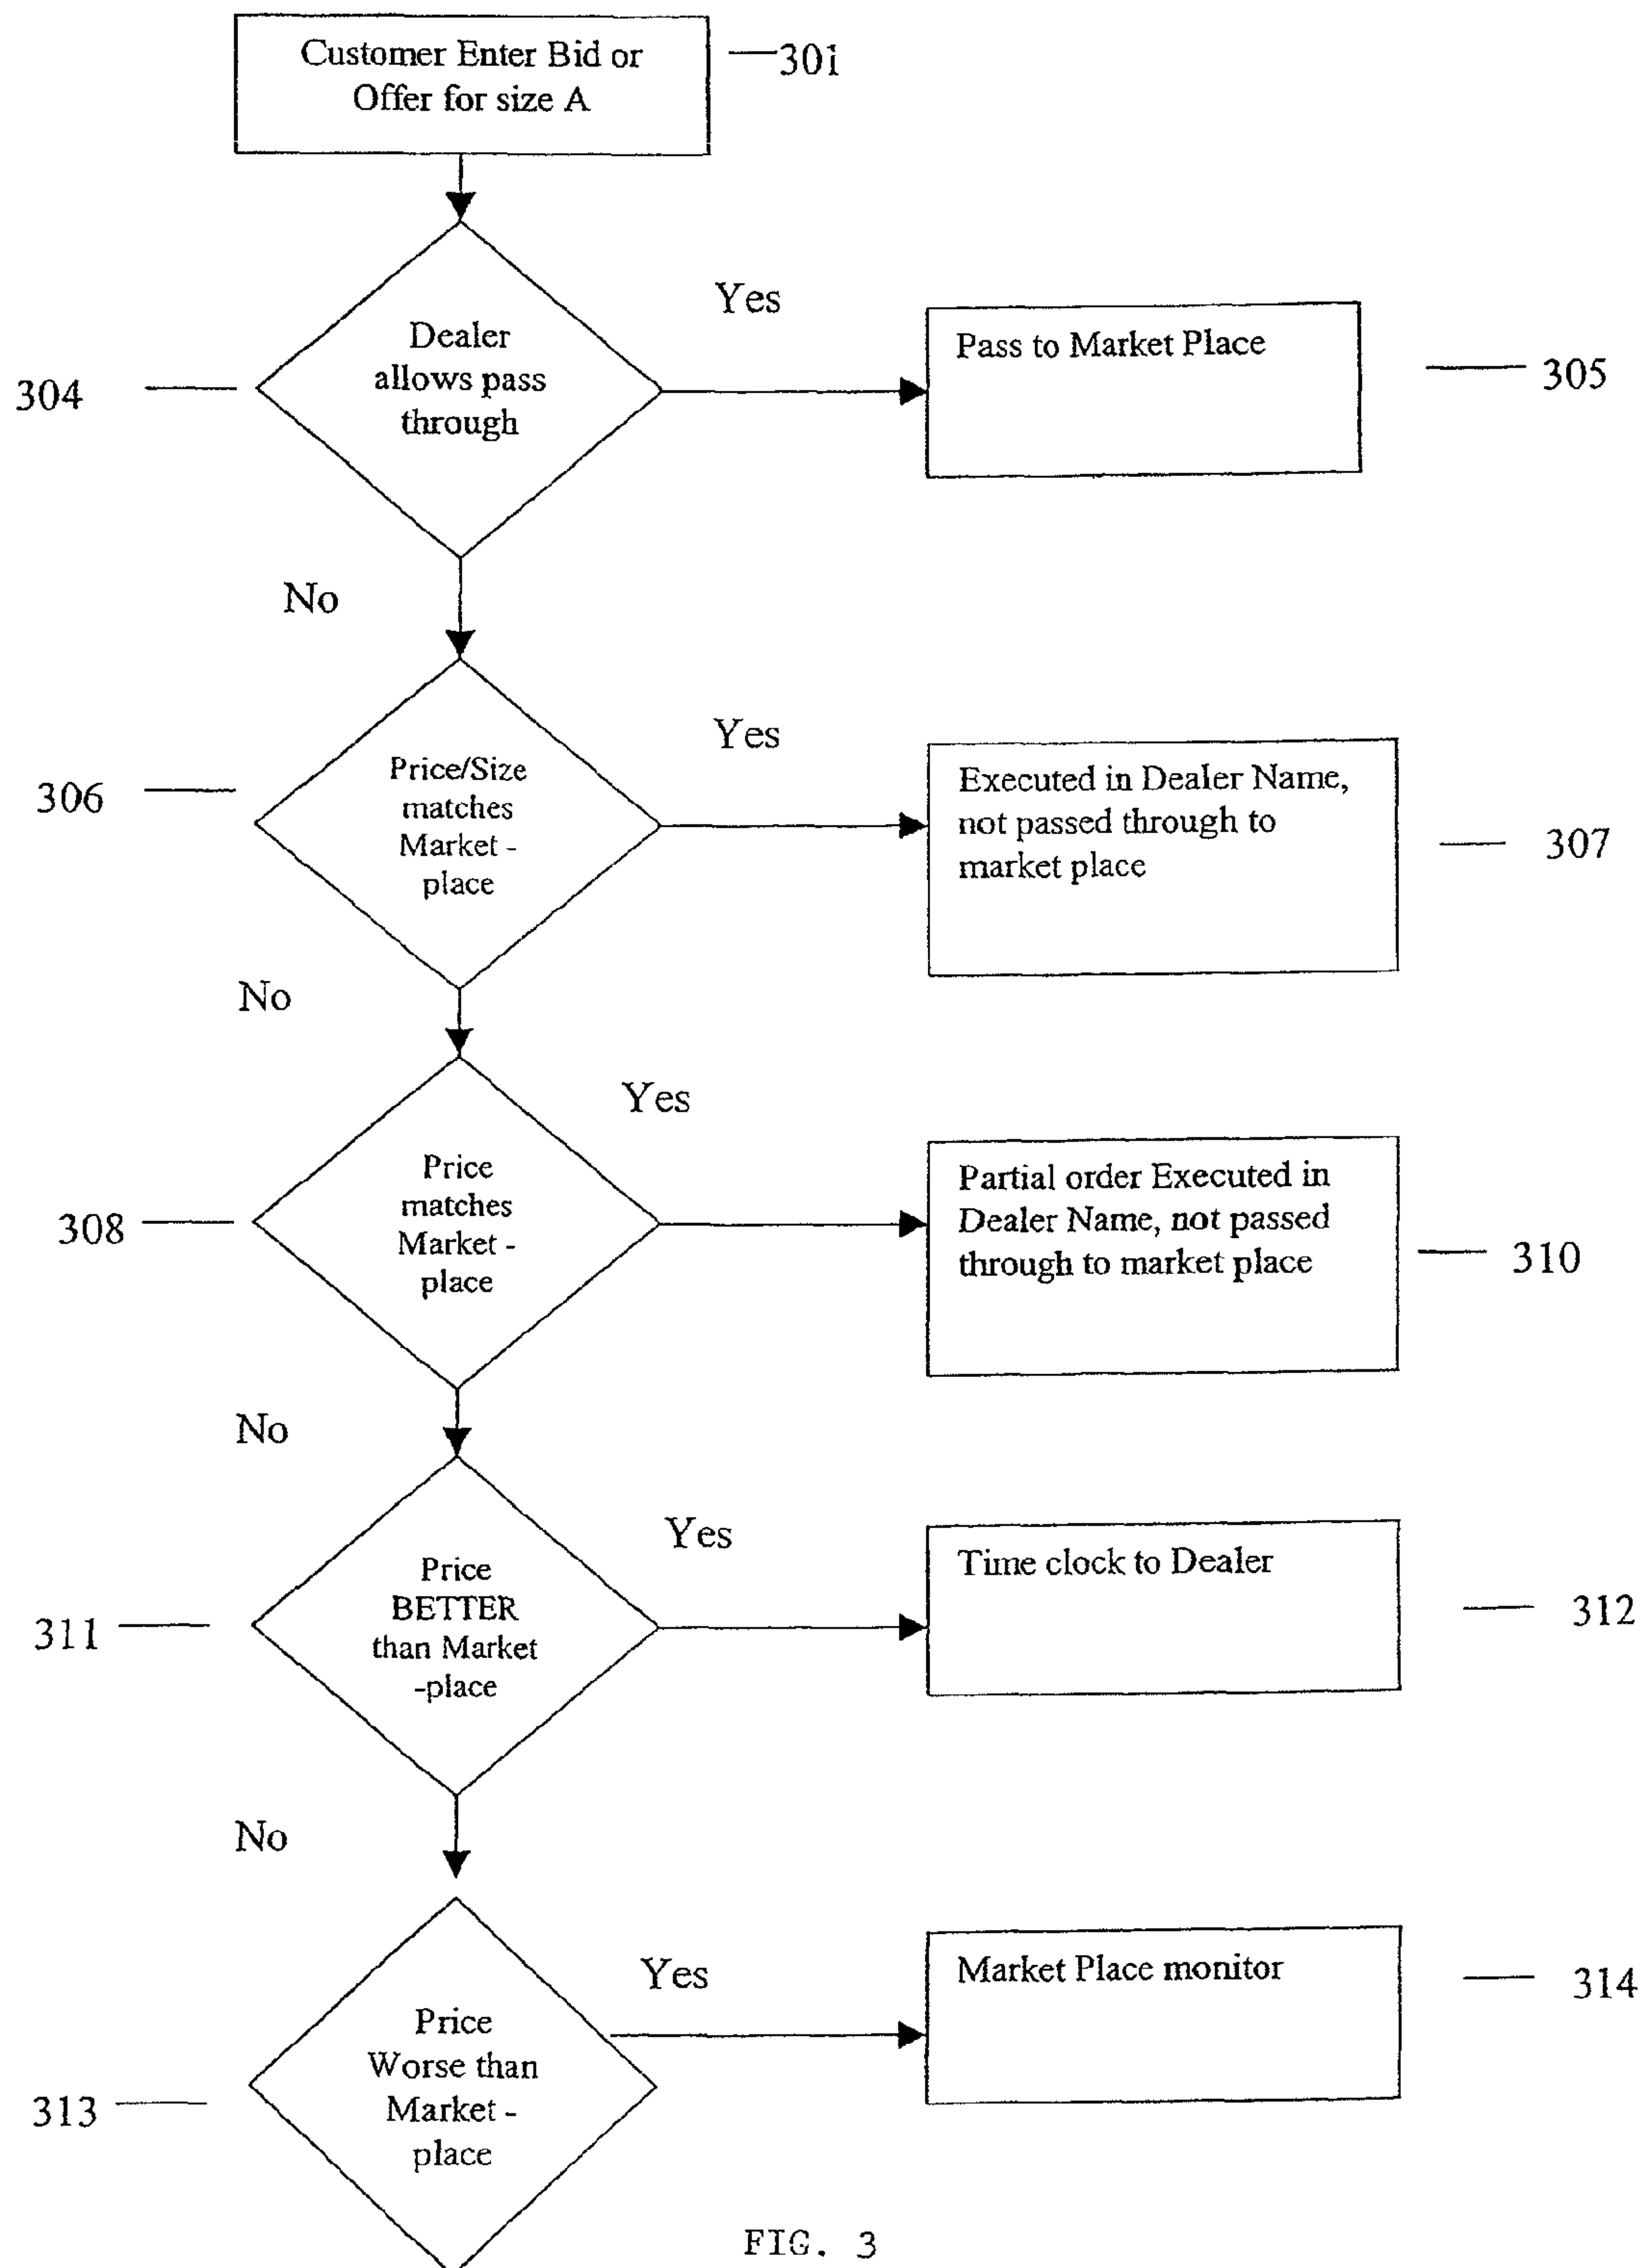 Customer Enter Bid or
Offer for size A
301
Dealer
allows pass
through
304
Yes
Pass to Market Place
305
No
Price/Size
matches
Market -
place
306
Yes
Executed in Dealer Name,
not passed through to
market place
307
No
Price
matches
Market -
place
308
Yes
Partial order Executed in
Dealer Name, not passed
through to market place
310
No
Price
BETTER
than Market
-place
311
Yes
Time clock to Dealer
312
No
Price
Worse than
Market -
place
313
Yes
Market Place monitor
314
FIG. 3